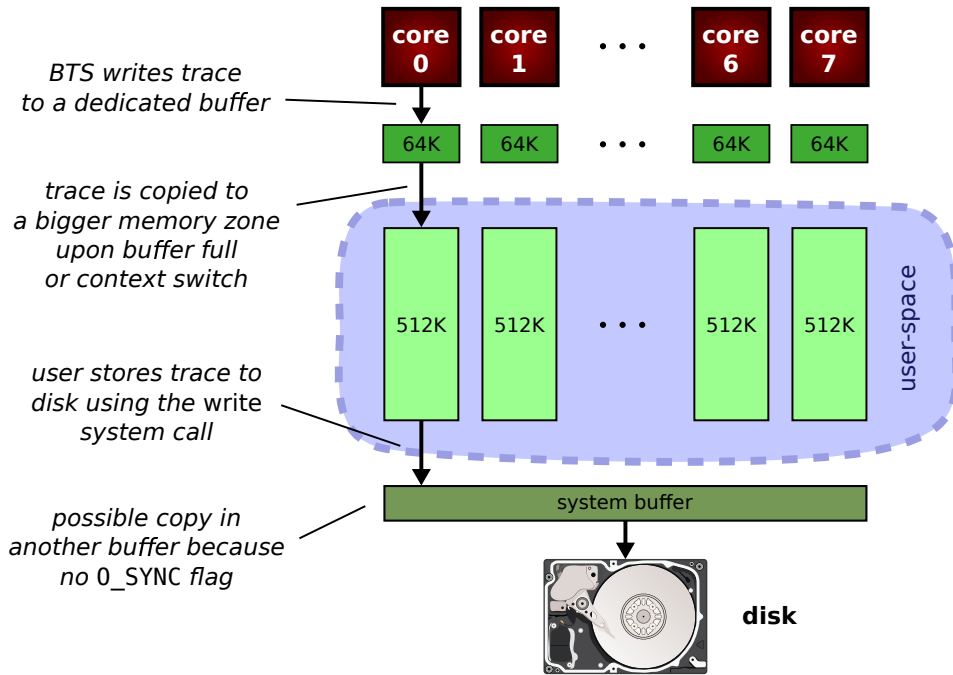 core 0
core 1
• • •
core 6
core 7
BTS writes trace
to a dedicated buffer
64K
64K
• • •
64K
64K
trace is copied to
a bigger memory zone
upon buffer full
or context switch
512K
512K
• • •
512K
512K
user-space
user stores trace to
disk using the write
system call
system buffer
possible copy in
another buffer because
no O_SYNC flag
disk